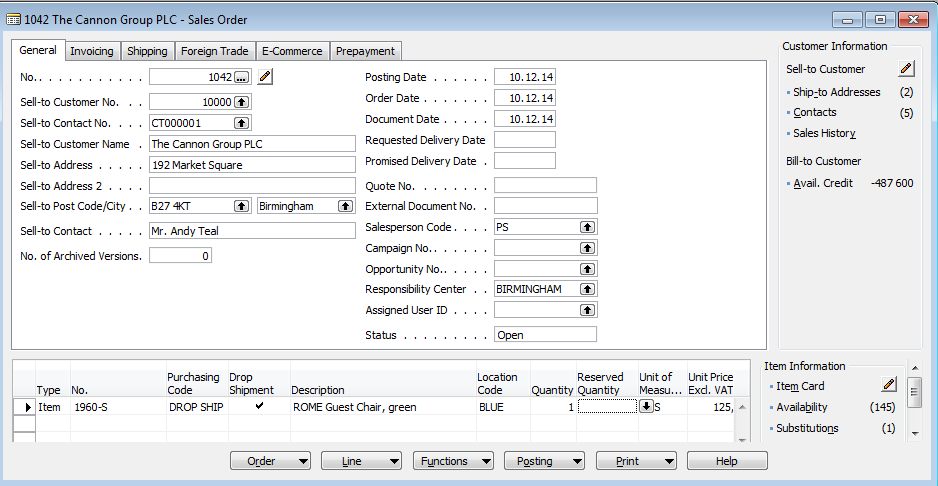 1042 The Cannon Group PLC - Sales Order
General Invoicing Shipping Foreign Trade E-Commerce Prepayment
No. . . . . . . . . . . . 1042 ...
Sell-to Customer No. . . 10000
Sell-to Contact No. . . . CT000001
Sell-to Customer Name . The Cannon Group PLC
Sell-to Address . . . . . 192 Market Square
Sell-to Address 2 . . . .
Sell-to Post Code/City . . B27 4KT Birmingham
Sell-to Contact . . . . . Mr. Andy Teal
No. of Archived Versions. 0
Posting Date . . . . . . . 10.12.14
Order Date . . . . . . . . 10.12.14
Document Date . . . . . 10.12.14
Requested Delivery Date
Promised Delivery Date .
Quote No. . . . . . . . .
External Document No. .
Salesperson Code . . . . PS
Campaign No. . . . . . .
Opportunity No. . . . . .
Responsibility Center . . BIRMINGHAM
Assigned User ID . . . .
Status . . . . . . . . . Open
Customer Information
Sell-to Customer
Ship-to Addresses (2)
Contacts (5)
Sales History
Bill-to Customer
Avail. Credit -487 600
Type No. Purchasing Code Drop Shipment Description Location Code Quantity Reserved Quantity Unit of Measu... Unit Price Excl. VAT
Item 1960-S DROP SHIP ROME Guest Chair, green BLUE 1 S 125,
Item Information
Item Card
Availability (145)
Substitutions (1)
Order Line Functions Posting Print Help